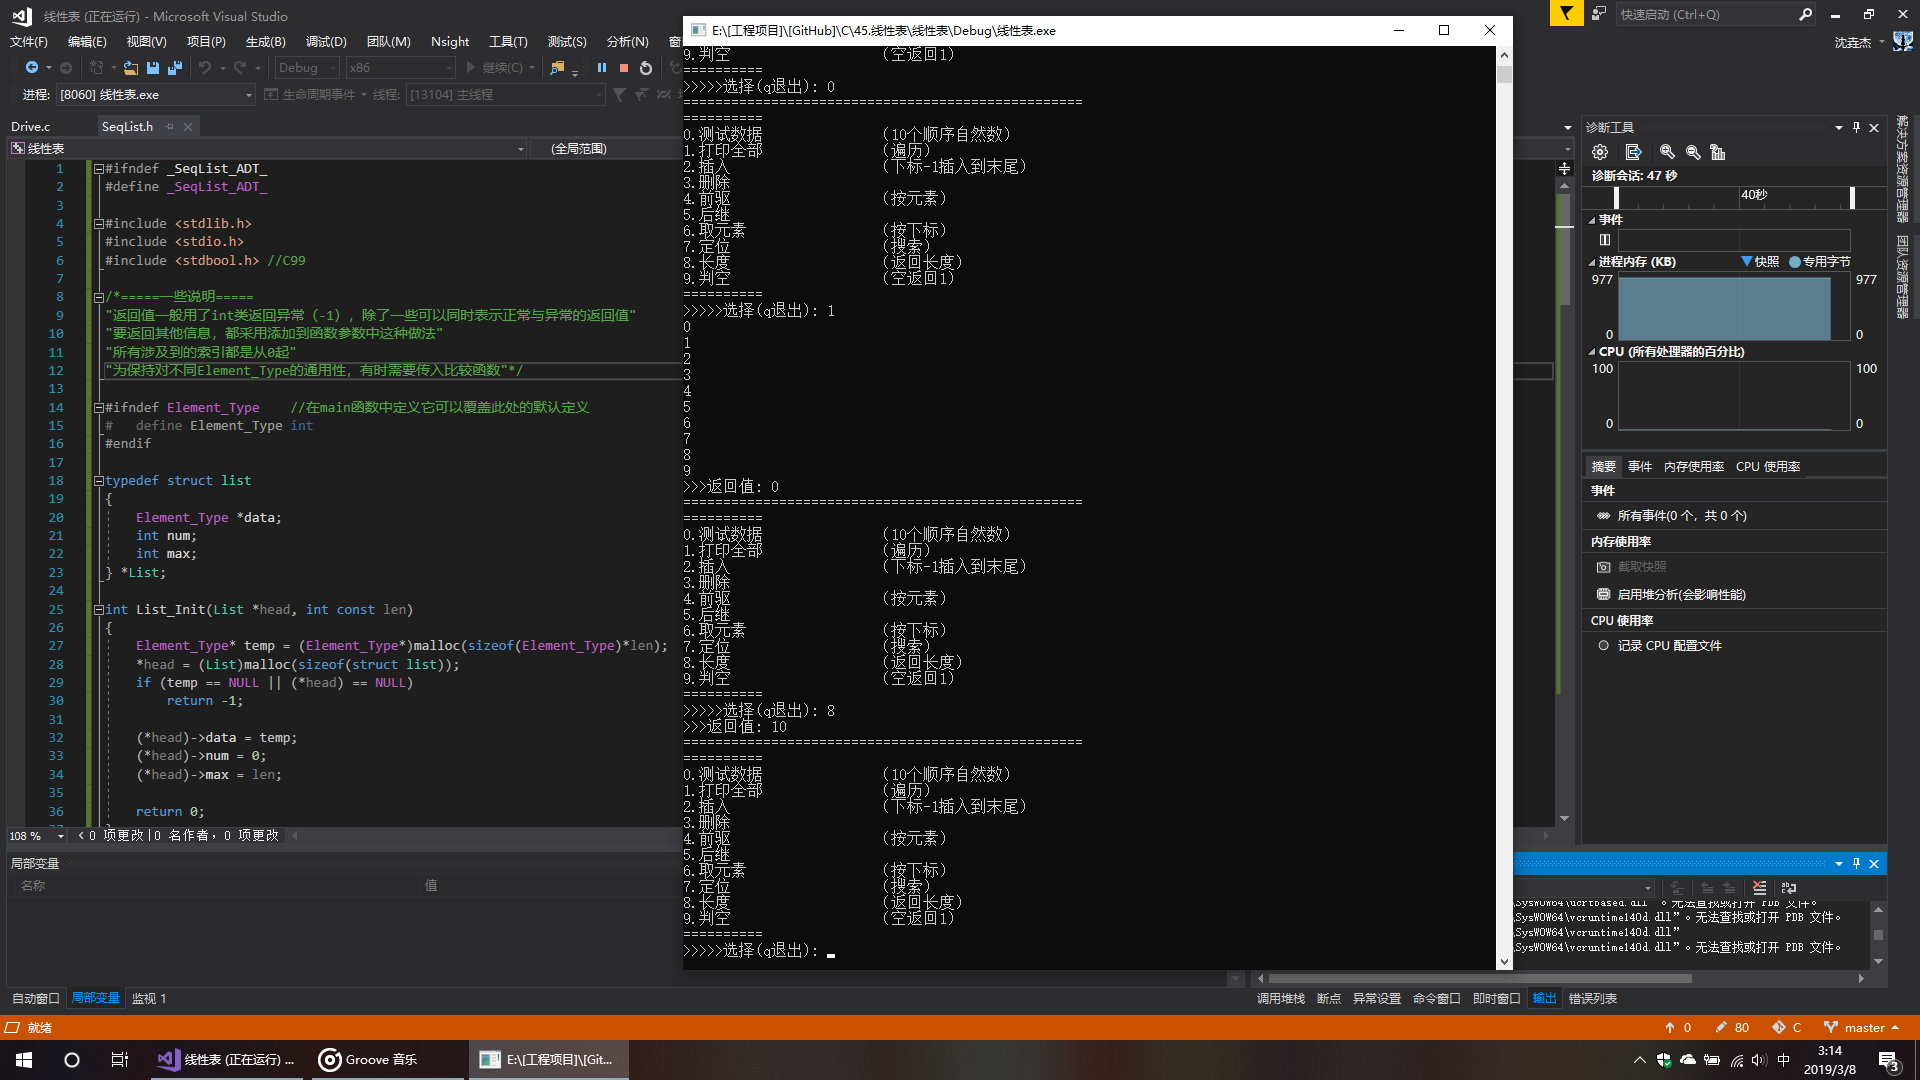 线性表 (正在运行) - Microsoft Visual Studio
快速启动 (Ctrl+Q)
文件(F) 编辑(E) 视图(V) 项目(P) 生成(B) 调试(D) 团队(M) Nsight 工具(T) 测试(S) 分析(N) 窗
沈垚杰
Debug x86 继续(C)
进程: [8060] 线性表.exe 生命周期事件 线程: [13104] 主线程
Drive.c SeqList.h
线性表 (全局范围)
1 #ifndef _SeqList_ADT_
2 #define _SeqList_ADT_
3
4 #include <stdlib.h>
5 #include <stdio.h>
6 #include <stdbool.h> //C99
7
8 /*=====一些说明=====
9 "返回值一般用了int类返回异常（-1），除了一些可以同时表示正常与异常的返回值"
10 "要返回其他信息，都采用添加到函数参数中这种做法"
11 "所有涉及到的索引都是从0起"
12 "为保持对不同Element_Type的通用性，有时需要传入比较函数"*/
13
14 #ifndef Element_Type //在main函数中定义它可以覆盖此处的默认定义
15 # define Element_Type int
16 #endif
17
18 typedef struct list
19 {
20 Element_Type *data;
21 int num;
22 int max;
23 } *List;
24
25 int List_Init(List *head, int const len)
26 {
27 Element_Type* temp = (Element_Type*)malloc(sizeof(Element_Type)*len);
28 *head = (List)malloc(sizeof(struct list));
29 if (temp == NULL || (*head) == NULL)
30 return -1;
31
32 (*head)->data = temp;
33 (*head)->num = 0;
34 (*head)->max = len;
35
36 return 0;
108 % 0 项更改 | 0 名作者，0 项更改
局部变量
名称 值
自动窗口 局部变量 监视 1
E:\[工程项目]\[GitHub]\C\45.线性表\线性表\Debug\线性表.exe
9.判空 （空返回1）
==========
>>>>>选择(q退出): 0
==================================================
==========
0.测试数据 （10个顺序自然数）
1.打印全部 （遍历）
2.插入 （下标-1插入到末尾）
3.删除
4.前驱 （按元素）
5.后继
6.取元素 （按下标）
7.定位 （搜索）
8.长度 （返回长度）
9.判空 （空返回1）
==========
>>>>>选择(q退出): 1
0
1
2
3
4
5
6
7
8
9
>>>返回值: 0
==================================================
==========
0.测试数据 （10个顺序自然数）
1.打印全部 （遍历）
2.插入 （下标-1插入到末尾）
3.删除
4.前驱 （按元素）
5.后继
6.取元素 （按下标）
7.定位 （搜索）
8.长度 （返回长度）
9.判空 （空返回1）
==========
>>>>>选择(q退出): 8
>>>返回值: 10
==================================================
==========
0.测试数据 （10个顺序自然数）
1.打印全部 （遍历）
2.插入 （下标-1插入到末尾）
3.删除
4.前驱 （按元素）
5.后继
6.取元素 （按下标）
7.定位 （搜索）
8.长度 （返回长度）
9.判空 （空返回1）
==========
>>>>>选择(q退出):
诊断工具
诊断会话: 47 秒
40秒
事件
进程内存 (KB) 快照 专用字节
977 977
0 0
CPU (所有处理器的百分比)
100 100
0 0
摘要 事件 内存使用率 CPU 使用率
事件
所有事件(0 个，共 0 个)
内存使用率
截取快照
启用堆分析(会影响性能)
CPU 使用率
记录 CPU 配置文件
解决方案资源管理器
团队资源管理器
\SysWOW64\ucrtbased.dll”。无法查找或打开 PDB 文件。
\SysWOW64\vcruntime140d.dll”。无法查找或打开 PDB 文件。
\SysWOW64\vcruntime140d.dll”
\SysWOW64\vcruntime140d.dll”。无法查找或打开 PDB 文件。
调用堆栈 断点 异常设置 命令窗口 即时窗口 输出 错误列表
就绪 0 80 C master
线性表 (正在运行) ... Groove 音乐 E:\[工程项目]\[Git...
中 3:14
2019/3/8
3